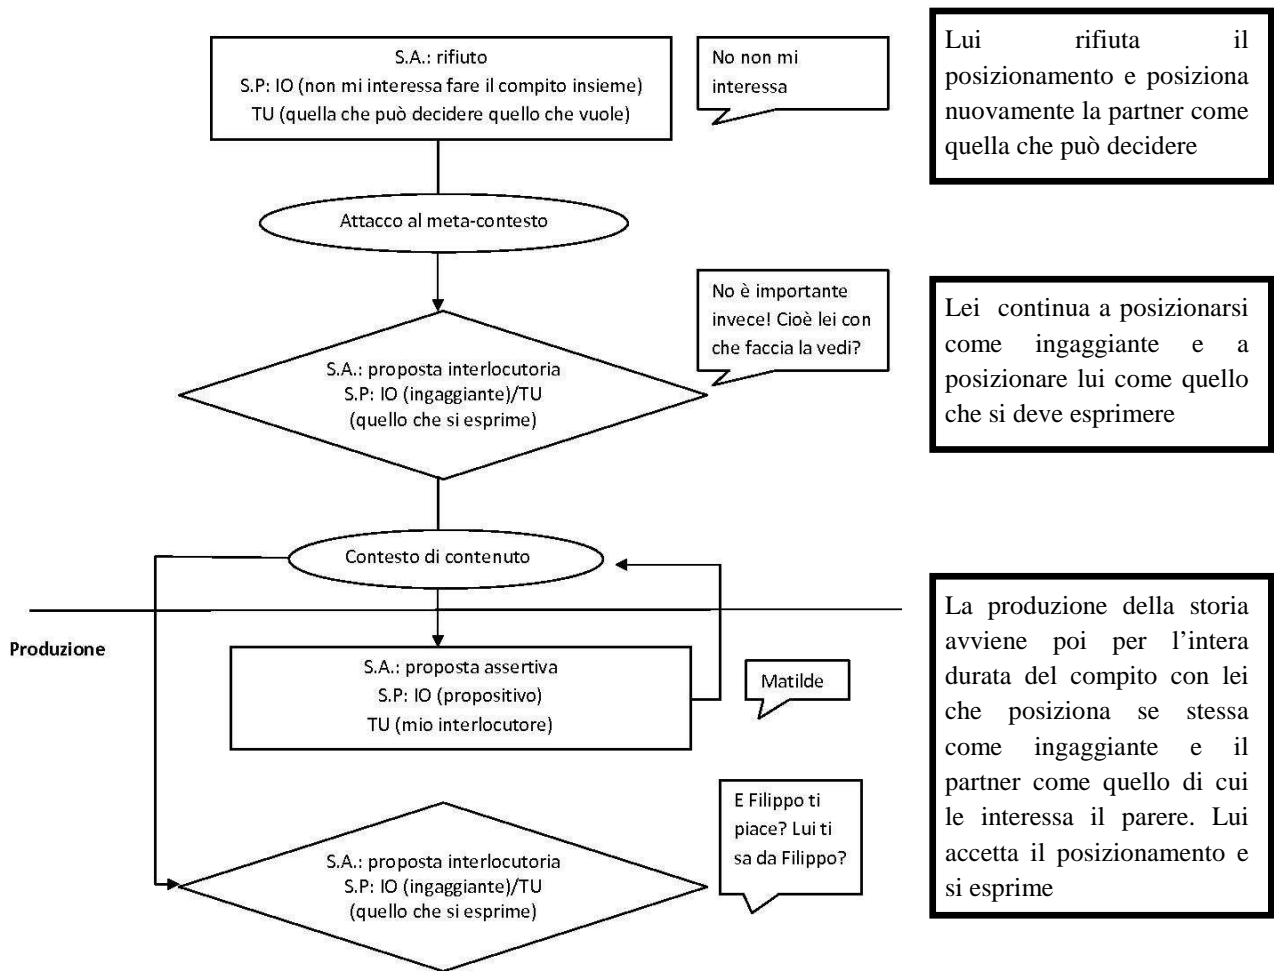 S.A.: rifiuto
S.P: IO (non mi interessa fare il compito insieme)
TU (quella che può decidere quello che vuole)
No non mi
interessa
Lui rifiuta il
posizionamento e posiziona
nuovamente la partner come
quella che può decidere
Attacco al meta-contesto
No è importante
invece! Cioè lei con
che faccia la vedi?
S.A.: proposta interlocutoria
S.P: IO (ingaggiante)/TU
(quello che si esprime)
Lei continua a posizionarsi
come ingaggiante e a
posizionare lui come quello
che si deve esprimere
Contesto di contenuto
Produzione
S.A.: proposta assertiva
S.P: IO (propositivo)
TU (mio interlocutore)
Matilde
La produzione della storia
avviene poi per l’intera
durata del compito con lei
che posiziona se stessa
come ingaggiante e il
partner come quello di cui
le interessa il parere. Lui
accetta il posizionamento e
si esprime
E Filippo ti
piace? Lui ti
sa da Filippo?
S.A.: proposta interlocutoria
S.P: IO (ingaggiante)/TU
(quello che si esprime)